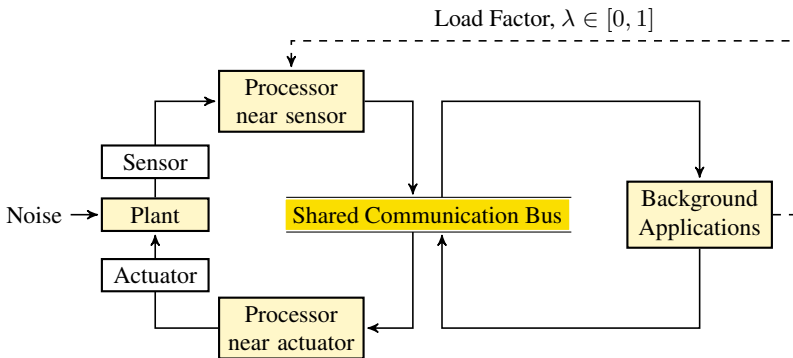 Load Factor, λ ∈ [0, 1]
Processor
near sensor
Sensor
Noise
Plant
Shared Communication Bus
Background
Applications
Actuator
Processor
near actuator